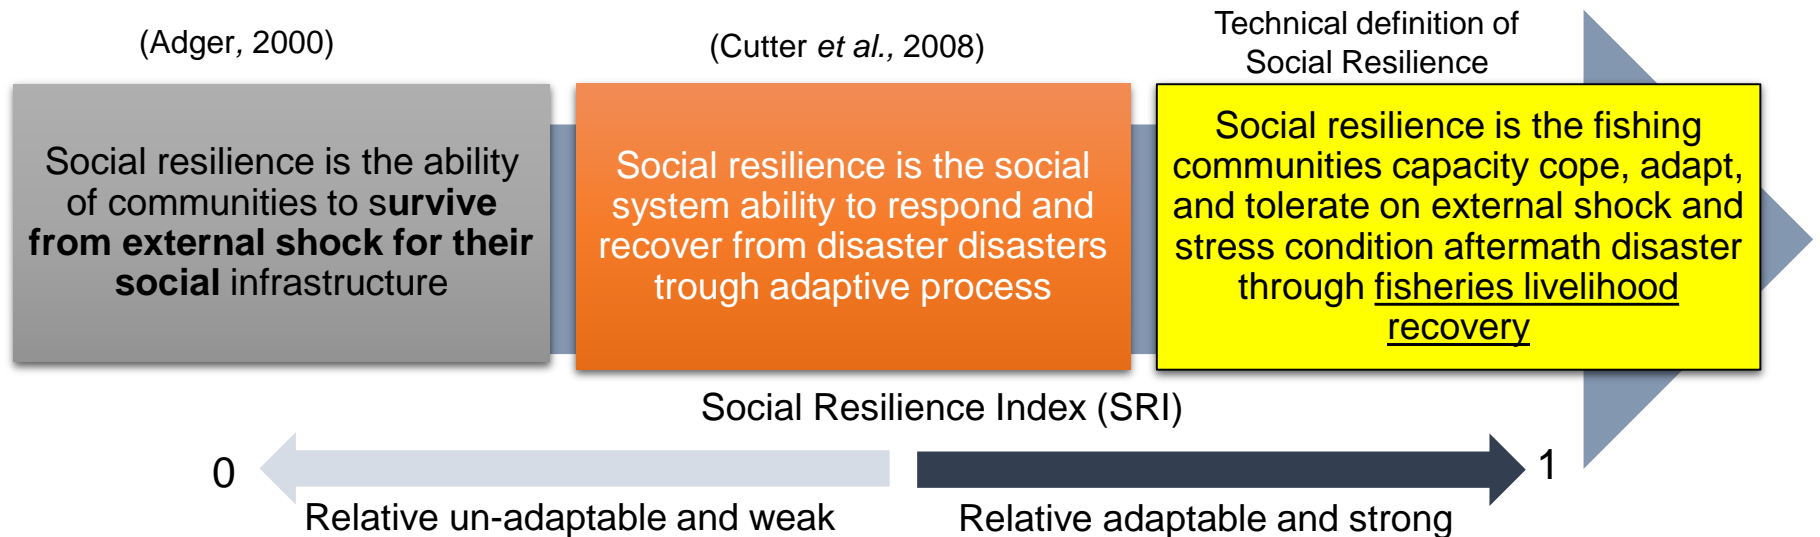 (Adger, 2000)
Social resilience is the ability
of communities to survive
from external shock for their
social infrastructure
(Cutter et al., 2008)
Social resilience is the social
system ability to respond and
recover from disaster disasters
trough adaptive process
Technical definition of
Social Resilience
Social resilience is the fishing
communities capacity cope, adapt,
and tolerate on external shock and
stress condition aftermath disaster
through fisheries livelihood
recovery
Social Resilience Index (SRI)
0
1
Relative un-adaptable and weak
Relative adaptable and strong